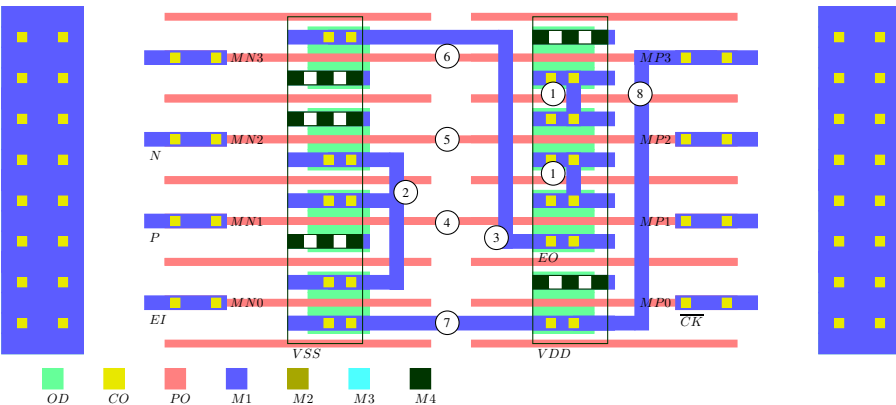 MN3 6 MP3
1 8
N MN2 5 MP2
1
2
P MN1 4 MP1
3
EO
EI MN0 7 MP0 CK
VSS VDD
OD CO PO M1 M2 M3 M4